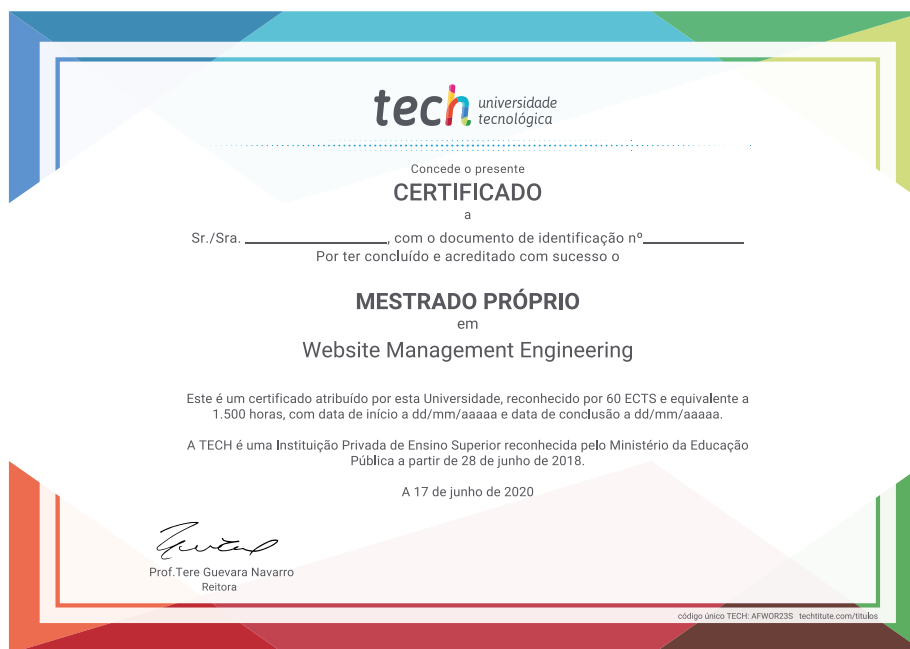 tech universidade
tecnológica
Concede o presente
CERTIFICADO
a
Sr./Sra. ________________, com o documento de identificação nº___________
Por ter concluído e acreditado com sucesso o
MESTRADO PRÓPRIO
em
Website Management Engineering
Este é um certificado atribuído por esta Universidade, reconhecido por 60 ECTS e equivalente a
1.500 horas, com data de início a dd/mm/aaaaa e data de conclusão a dd/mm/aaaaa.
A TECH é uma Instituição Privada de Ensino Superior reconhecida pelo Ministério da Educação
Pública a partir de 28 de junho de 2018.
A 17 de junho de 2020
Prof.Tere Guevara Navarro
Reitora
código único TECH: AFWOR23S techtitute.com/titulos